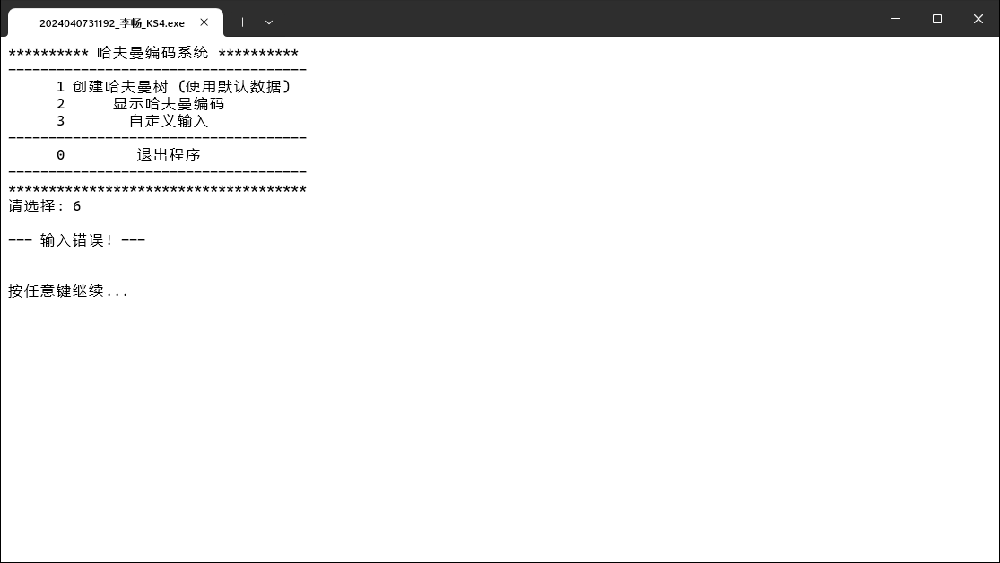 2024040731192_李畅_KS4.exe
********** 哈夫曼编码系统 **********
-------------------------------------
1 创建哈夫曼树 (使用默认数据)
2 显示哈夫曼编码
3 自定义输入
-------------------------------------
0 退出程序
-------------------------------------
*************************************
请选择: 6
--- 输入错误! ---
按任意键继续...